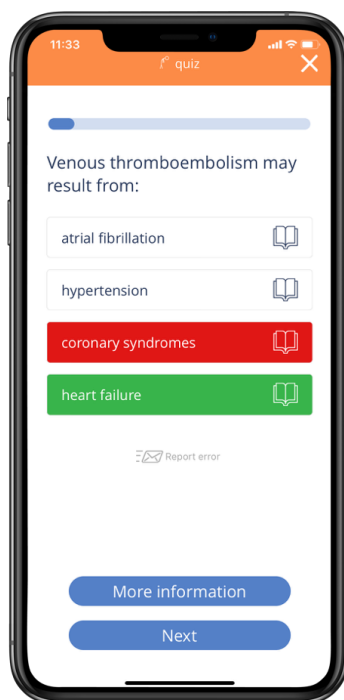 11:33
quiz
Venous thromboembolism may
result from:
atrial fibrillation
hypertension
coronary syndromes
heart failure
Report error
More information
Next